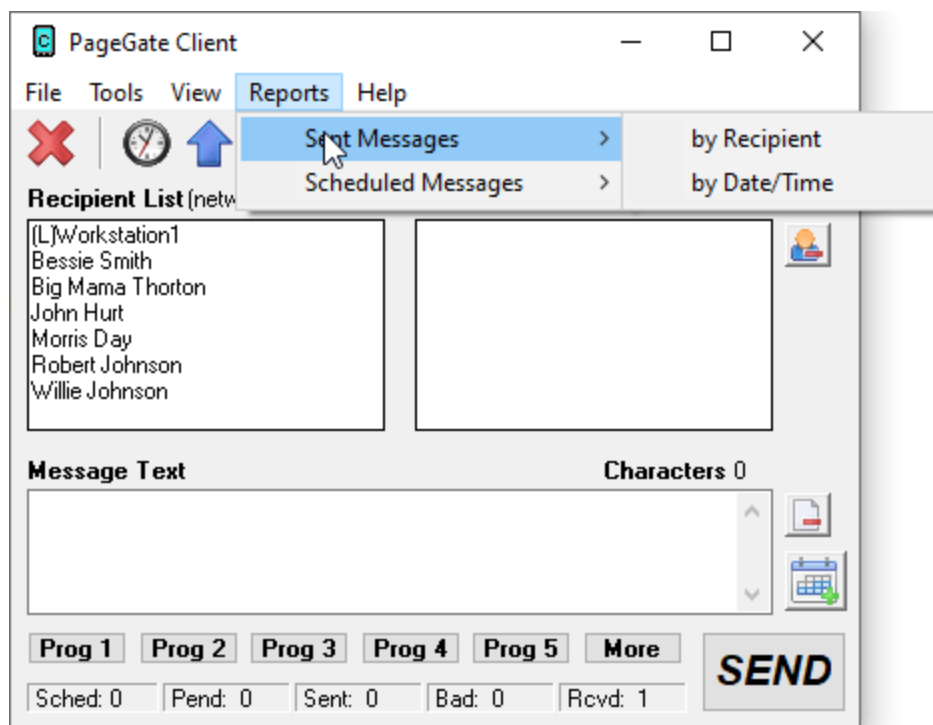 PageGate Client
File Tools View Reports Help
Sent Messages by Recipient
Scheduled Messages by Date/Time
Recipient List (netw
(L)Workstation1
Bessie Smith
Big Mama Thorton
John Hurt
Morris Day
Robert Johnson
Willie Johnson
Message Text Characters 0
Prog 1 Prog 2 Prog 3 Prog 4 Prog 5 More
SEND
Sched: 0 Pend: 0 Sent: 0 Bad: 0 Rcvd: 1